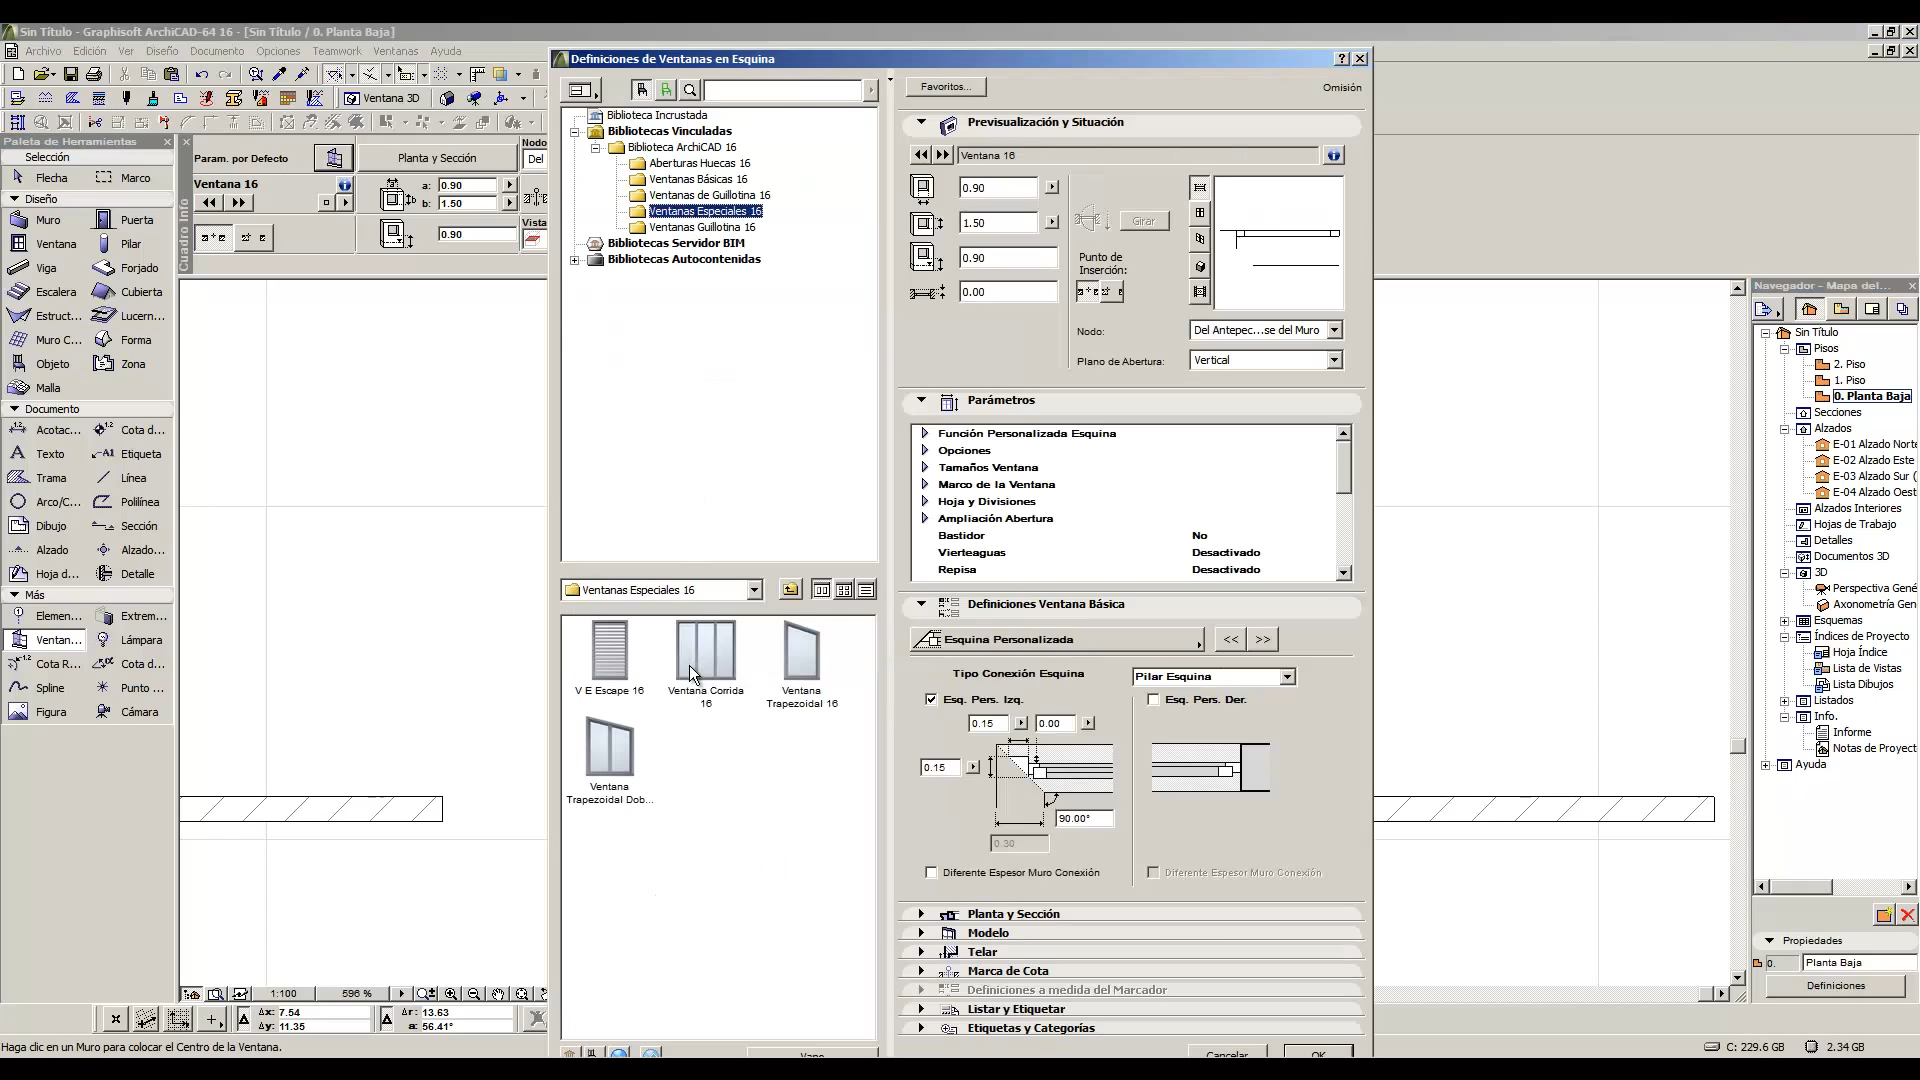 Sin Título - Graphisoft ArchiCAD-64 16 - [Sin Título / 0. Planta Baja]
Archivo Edición Ver Diseño Documento Opciones Teamwork Ventanas Ayuda
Ventana 3D
Paleta de Herramientas
Selección
Flecha Marco
Diseño
Muro Puerta
Ventana Pilar
Viga Forjado
Escalera Cubierta
Estruct... Lucern...
Muro C... Forma
Objeto Zona
Malla
Documento
Acotac... Cota d...
Texto Etiqueta
Trama Línea
Arco/C... Polilínea
Dibujo Sección
Alzado Alzado...
Hoja d... Detalle
Más
Elemen... Extrem...
Ventan... Lámpara
Cota R... Cota d...
Spline Punto ...
Figura Cámara
Cuadro Info
Param. por Defecto
Ventana 16
Planta y Sección
a: 0.90
b: 1.50
0.90
Nodo
Del
Vista
Definiciones de Ventanas en Esquina
Biblioteca Incrustada
Bibliotecas Vinculadas
Biblioteca ArchiCAD 16
Aberturas Huecas 16
Ventanas Básicas 16
Ventanas de Guillotina 16
Ventanas Especiales 16
Ventanas Guillotina 16
Bibliotecas Servidor BIM
Bibliotecas Autocontenidas
Ventanas Especiales 16
V E Escape 16
Ventana Corrida 16
Ventana Trapezoidal 16
Ventana Trapezoidal Dob...
Vano
Favoritos...
Omisión
Previsualización y Situación
Ventana 16
0.90
1.50
0.90
0.00
Girar
Punto de Inserción:
Nodo: Del Antepec...se del Muro
Plano de Abertura: Vertical
Parámetros
Función Personalizada Esquina
Opciones
Tamaños Ventana
Marco de la Ventana
Hoja y Divisiones
Ampliación Abertura
Bastidor No
Vierteaguas Desactivado
Repisa Desactivado
Definiciones Ventana Básica
Esquina Personalizada << >>
Tipo Conexión Esquina Pilar Esquina
Esq. Pers. Izq. Esq. Pers. Der.
0.15 0.00
0.15
90.00°
0.30
Diferente Espesor Muro Conexión Diferente Espesor Muro Conexión
Planta y Sección
Modelo
Telar
Marca de Cota
Definiciones a medida del Marcador
Listar y Etiquetar
Etiquetas y Categorías
Cancelar OK
Navegador - Mapa del...
Sin Título
Pisos
2. Piso
1. Piso
0. Planta Baja
Secciones
Alzados
E-01 Alzado Norte
E-02 Alzado Este
E-03 Alzado Sur (
E-04 Alzado Oest
Alzados Interiores
Hojas de Trabajo
Detalles
Documentos 3D
3D
Perspectiva Gené
Axonometría Gen
Esquemas
Índices de Proyecto
Hoja Índice
Lista de Vistas
Lista Dibujos
Listados
Info.
Informe
Notas de Proyect
Ayuda
Propiedades
0. Planta Baja
Definiciones
1:100 596 %
Δx: 7.54
Δy: 11.35
Δr: 13.63
a: 56.41°
Haga clic en un Muro para colocar el Centro de la Ventana.
C: 229.6 GB 2.34 GB